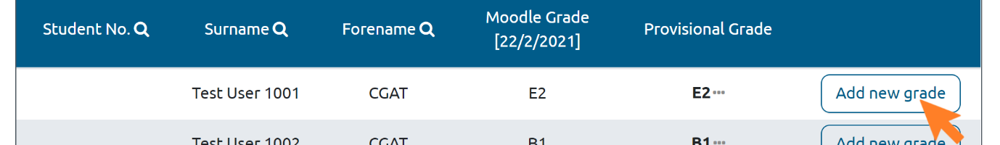 Student No. Surname Forename Moodle Grade [22/2/2021] Provisional Grade
Test User 1001 CGAT E2 E2 Add new grade
Test User 1002 CGAT B1 B1 Add new grade